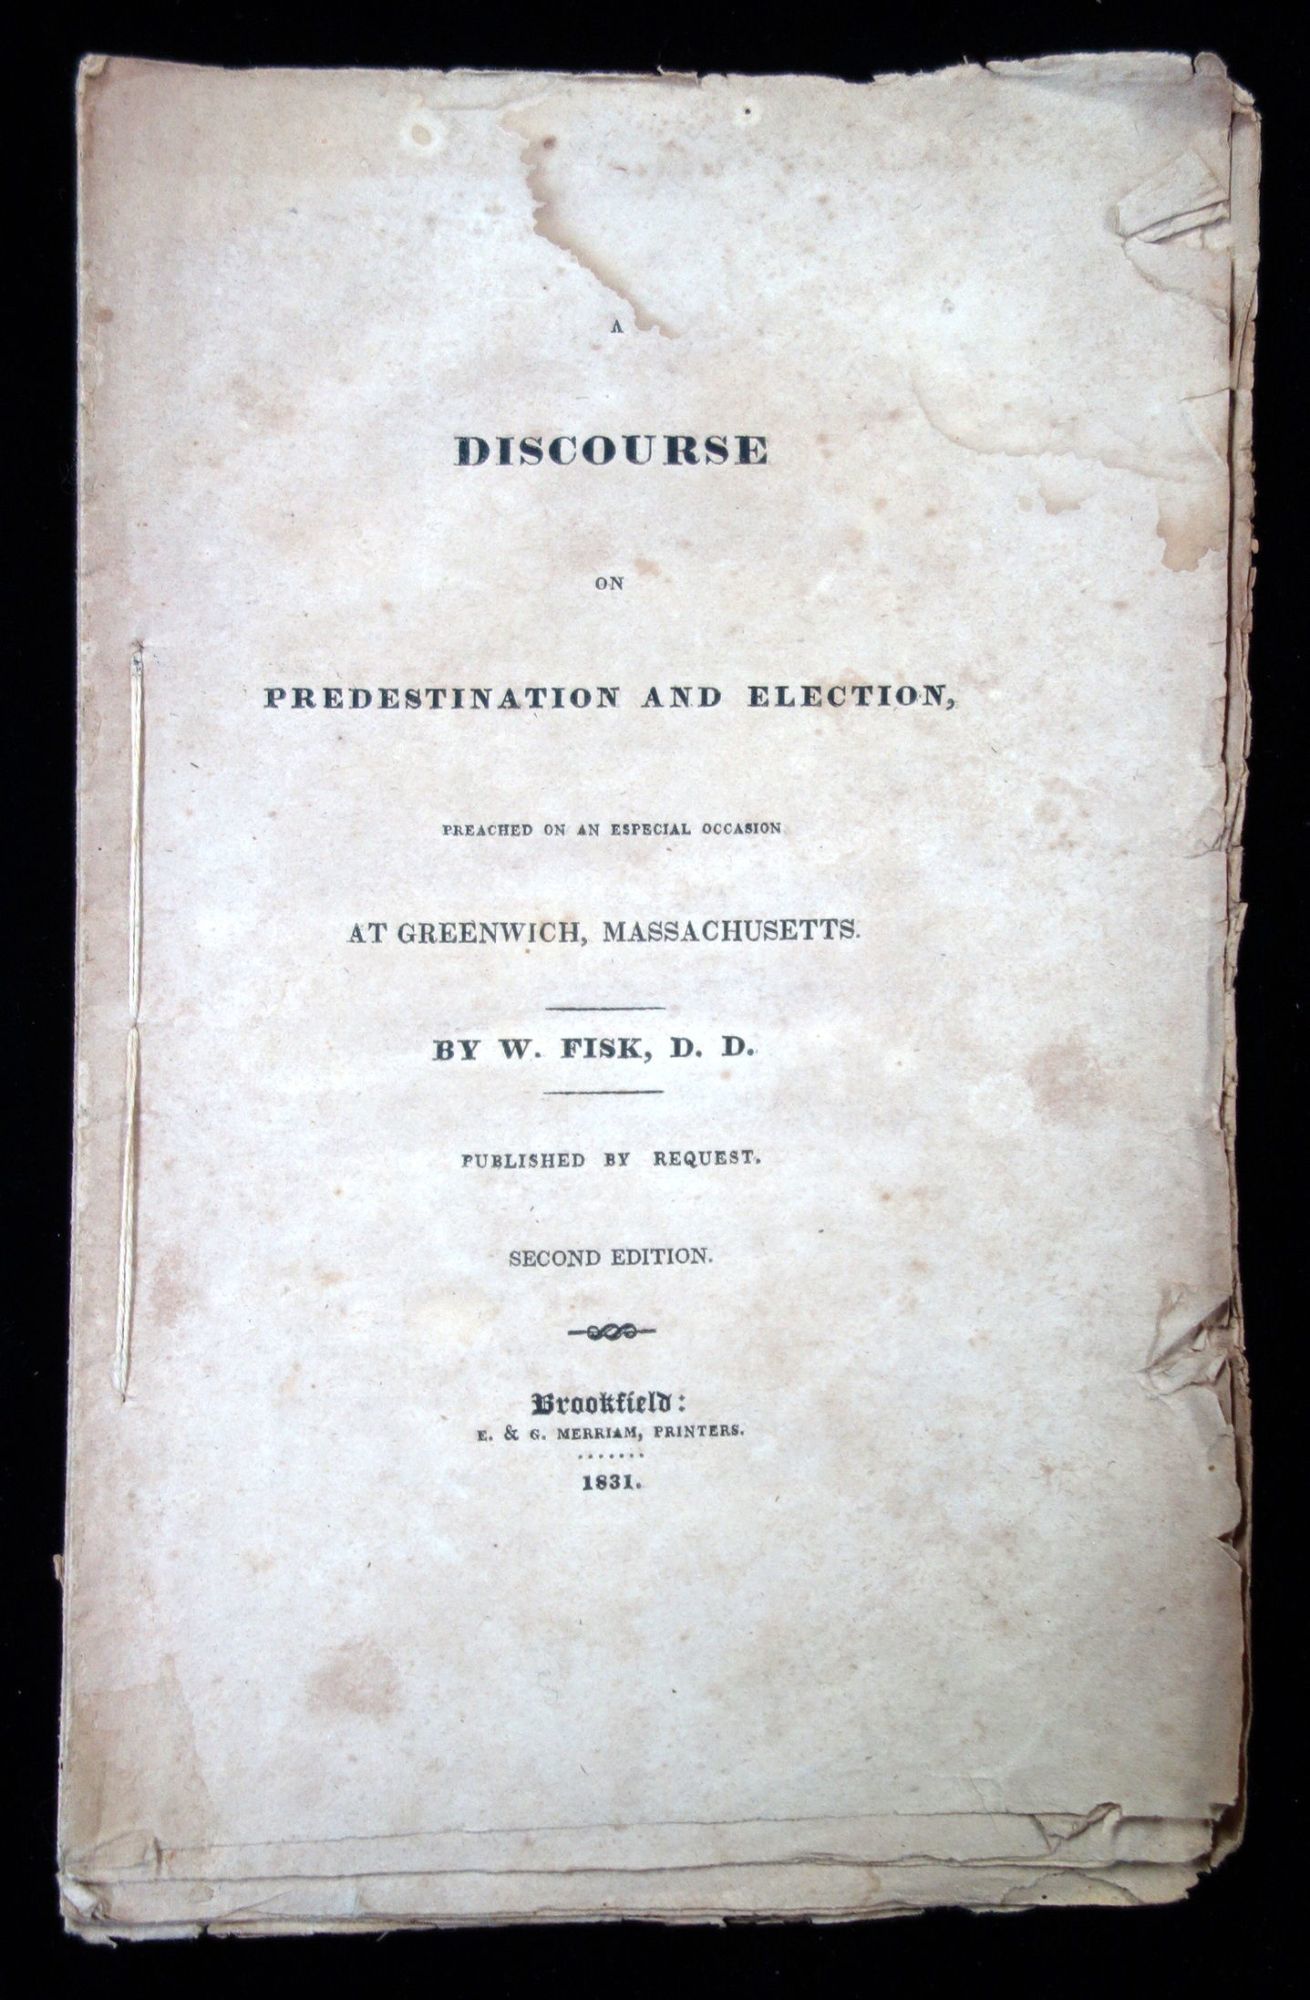 A
DISCOURSE
ON
PREDESTINATION AND ELECTION,
PREACHED ON AN ESPECIAL OCCASION
AT GREENWICH, MASSACHUSETTS.
BY W. FISK, D. D.
PUBLISHED BY REQUEST.
SECOND EDITION.
Brookfield:
E. & G. MERRIAM, PRINTERS.
.......
1831.